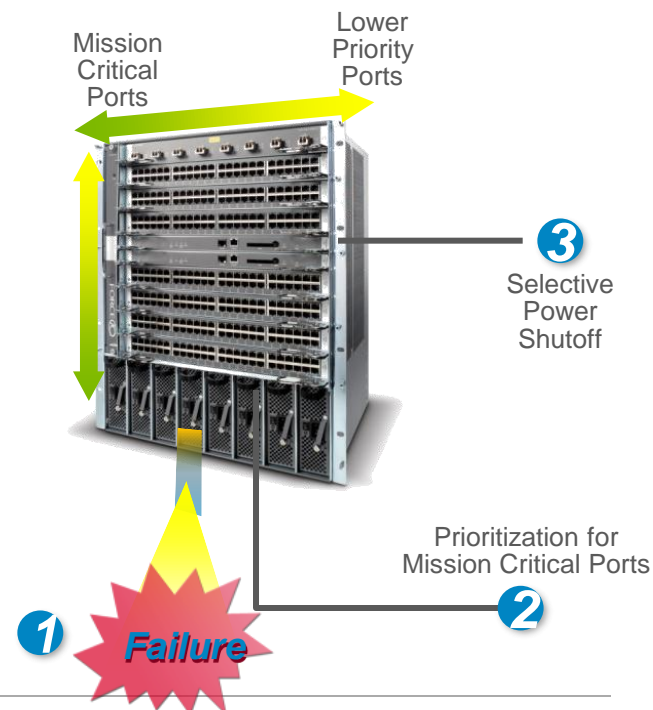 Mission
Critical
Ports
Lower
Priority
Ports
3
Selective
Power
Shutoff
Prioritization for
Mission Critical Ports
2
1
Failure